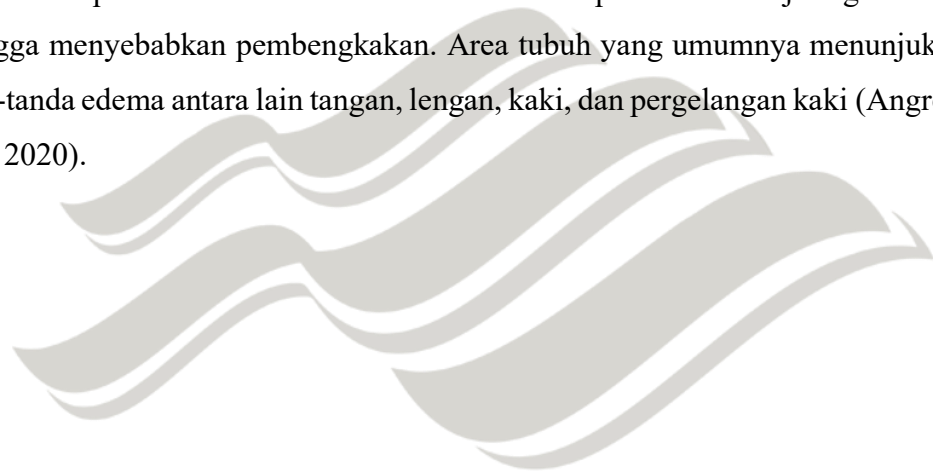 gga menyebabkan pembengkakan. Area tubuh yang umumnya menunjuk
-tanda edema antara lain tangan, lengan, kaki, dan pergelangan kaki (Angr
2020).